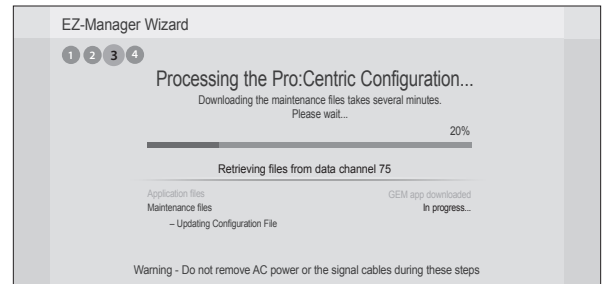 EZ-Manager Wizard
1 2 3 4
Processing the Pro:Centric Configuration...
Downloading the maintenance files takes several minutes.
Please wait...
20%
Retrieving files from data channel 75
Application files GEM app downloaded
Maintenance files In progress...
– Updating Configuration File
Warning - Do not remove AC power or the signal cables during these steps